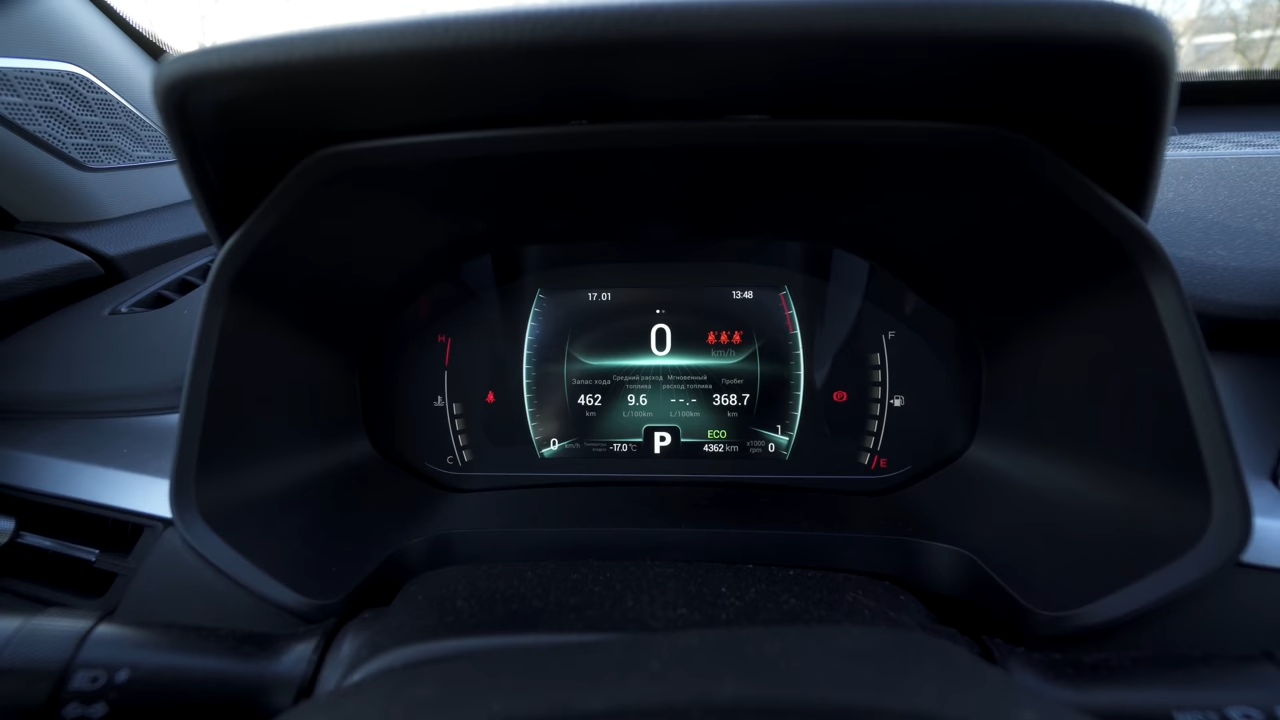 17.01
13:48
H
F
0
km/h
Запас хода
Средний расход топлива
Мгновенный расход топлива
Пробег
462
9.6
--.-
368.7
km
L/100km
L/100km
km
P
ECO
1
0
km/h
-17.0°C
P
4362 km
x1000 rpm
0
C
E